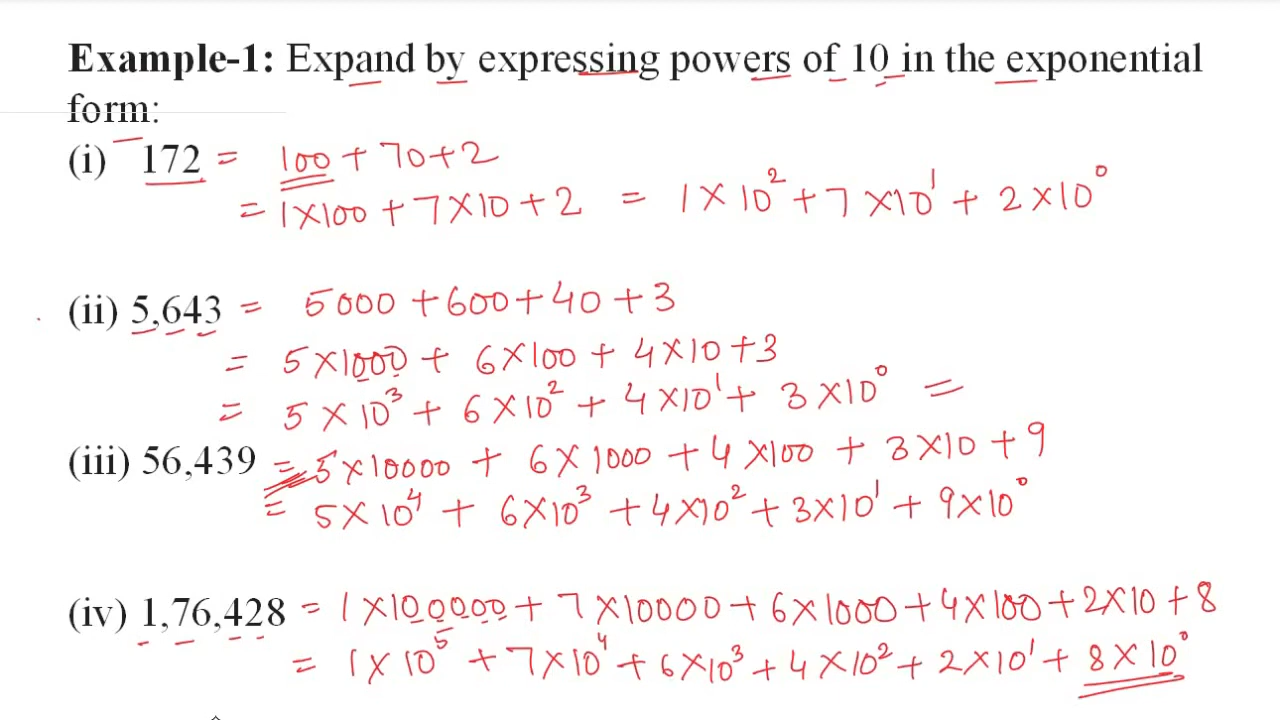 Example-1: Expand by expressing powers of 10 in the exponential
form:
(i) 172 = 100 + 70 + 2
= 1 × 100 + 7 × 10 + 2 = 1 × 10² + 7 × 10¹ + 2 × 10⁰
(ii) 5,643 = 5000 + 600 + 40 + 3
= 5 × 1000 + 6 × 100 + 4 × 10 + 3
= 5 × 10³ + 6 × 10² + 4 × 10¹ + 3 × 10⁰ =
(iii) 56,439 = 5 × 10000 + 6 × 1000 + 4 × 100 + 3 × 10 + 9
= 5 × 10⁴ + 6 × 10³ + 4 × 10² + 3 × 10¹ + 9 × 10⁰
(iv) 1,76,428 = 1 × 100000 + 7 × 10000 + 6 × 1000 + 4 × 100 + 2 × 10 + 8
= 1 × 10⁵ + 7 × 10⁴ + 6 × 10³ + 4 × 10² + 2 × 10¹ + 8 × 10⁰